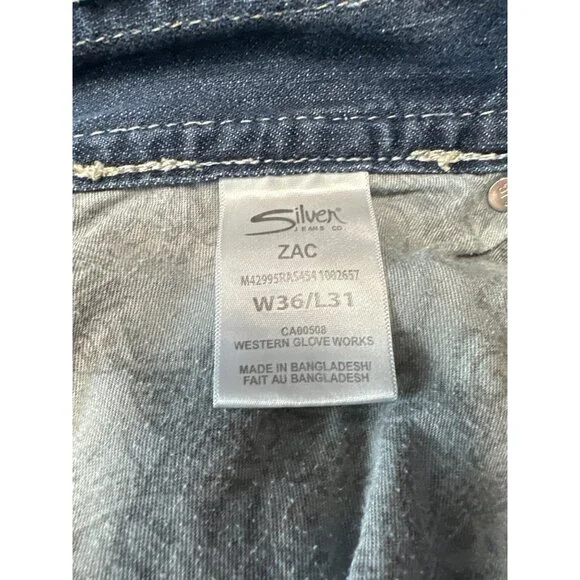 Silver
JEANS CO
ZAC
M42995RAS454 1002657
W36/L31
CA00508
WESTERN GLOVE WORKS
MADE IN BANGLADESH/
FAIT AU BANGLADESH